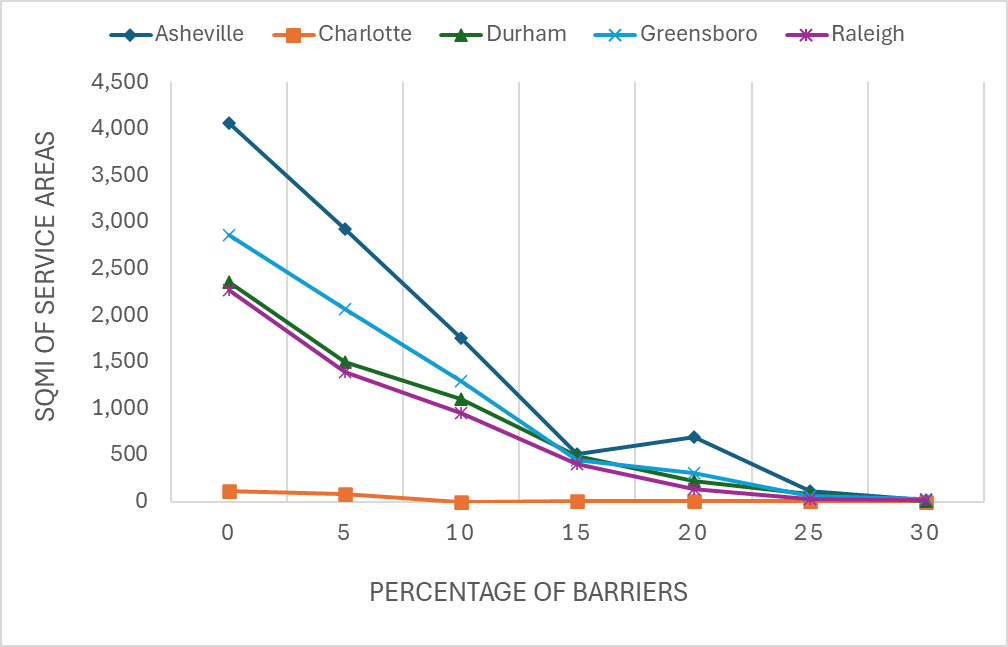 Asheville Charlotte Durham Greensboro Raleigh
4,500
4,000
3,500
3,000
2,500
2,000
1,500
1,000
500
0
SQMI OF SERVICE AREAS
0 5 10 15 20 25 30
PERCENTAGE OF BARRIERS